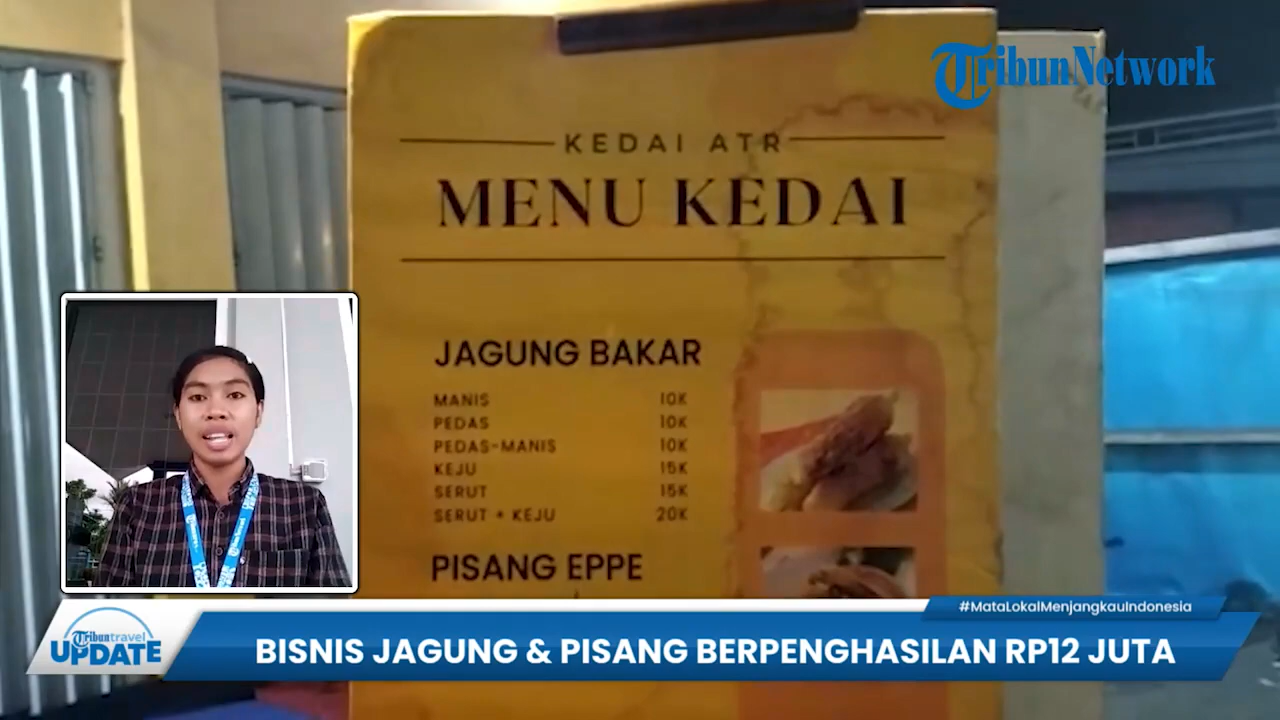 TribunNetwork
KEDAI ATR
MENU KEDAI
JAGUNG BAKAR
MANIS 10K
PEDAS 10K
PEDAS-MANIS 10K
KEJU 15K
SERUT 15K
SERUT + KEJU 20K
PISANG EPPE
#MataLokalMenjangkauIndonesia
Tribuntravel
UPDATE
BISNIS JAGUNG & PISANG BERPENGHASILAN RP12 JUTA